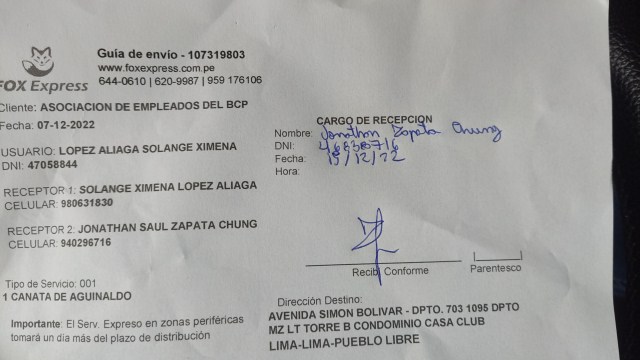 FOX Express
Guía de envío - 107319803
www.foxexpress.com.pe
644-0610 | 620-9987 | 959 176106
Cliente: ASOCIACION DE EMPLEADOS DEL BCP
Fecha: 07-12-2022
USUARIO: LOPEZ ALIAGA SOLANGE XIMENA
DNI: 47058844
RECEPTOR 1: SOLANGE XIMENA LOPEZ ALIAGA
CELULAR: 980631830
RECEPTOR 2: JONATHAN SAUL ZAPATA CHUNG
CELULAR: 940296716
Tipo de Servicio: 001
1 CANATA DE AGUINALDO
Importante: El Serv. Expreso en zonas periféricas
tomará un día más del plazo de distribución
CARGO DE RECEPCIÓN
Nombre: Jonathon Zapata Chung
DNI:
Fecha: 15/12/22
Hora:
Recibí Conforme
Parentesco
Dirección Destino:
AVENIDA SIMON BOLIVAR - DPTO. 703 1095 DPTO
MZ LT TORRE B CONDOMINIO CASA CLUB
LIMA-LIMA-PUEBLO LIBRE